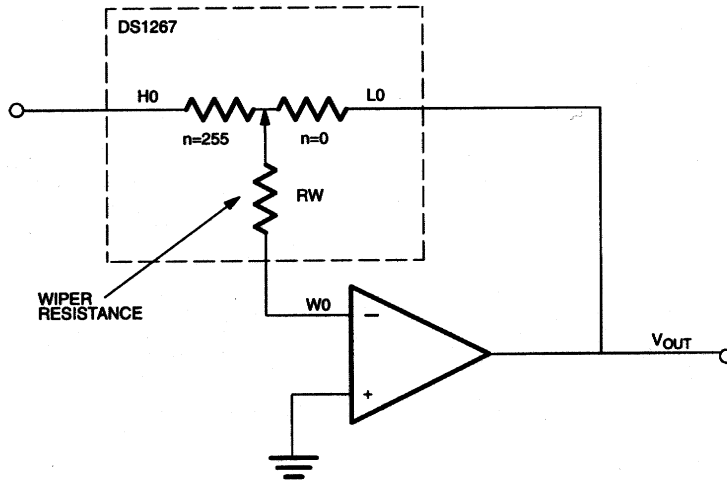 DS1267
H0
L0
n=255
n=0
RW
WIPER
RESISTANCE
W0
−
+
VOUT